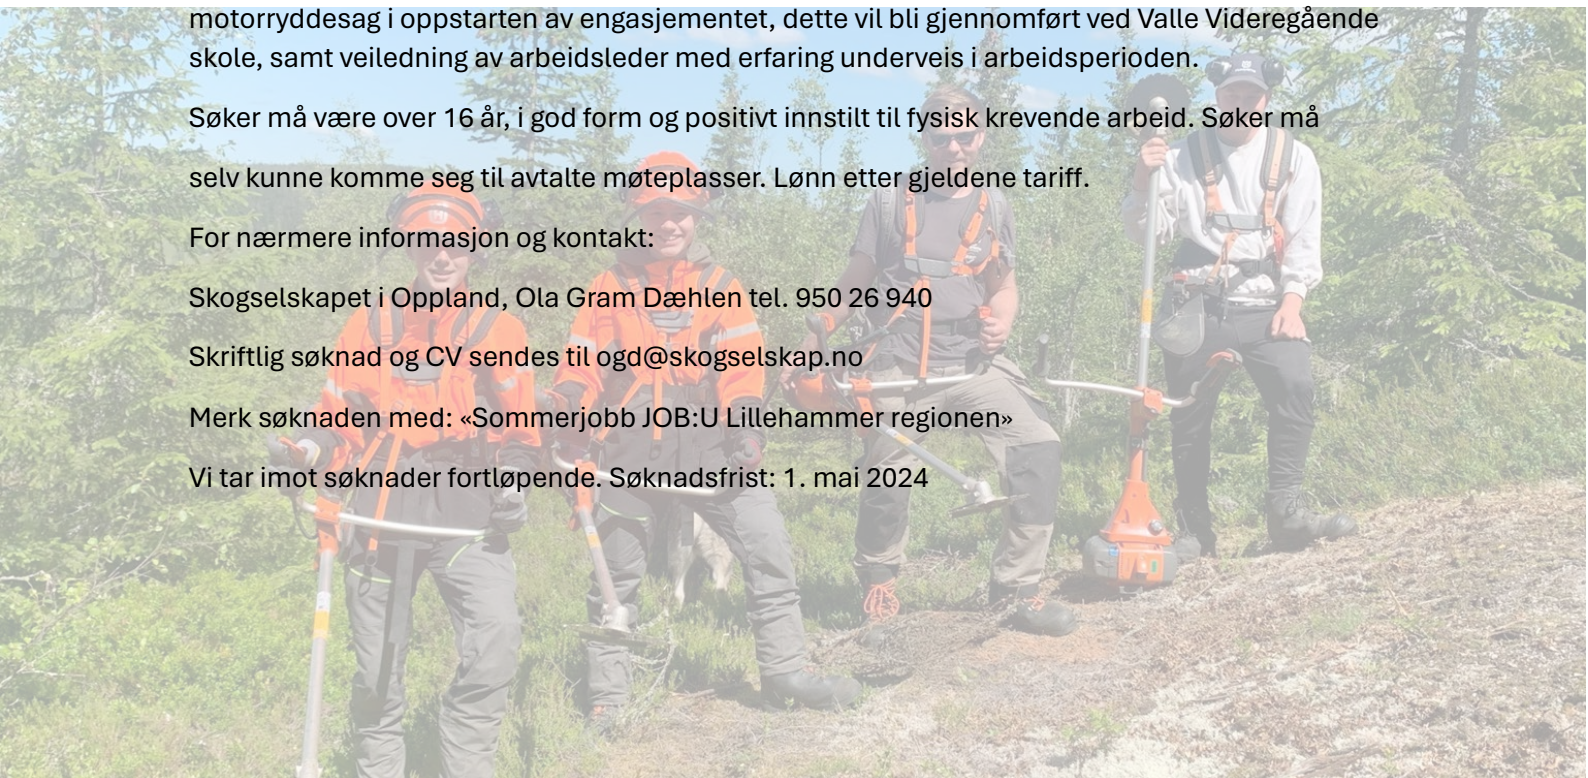 motorryddesag i oppstarten av engasjementet, dette vil bli gjennomført ved Valle Videregående
skole, samt veiledning av arbeidsleder med erfaring underveis i arbeidsperioden.
Søker må være over 16 år, i god form og positivt innstilt til fysisk krevende arbeid. Søker må
selv kunne komme seg til avtalte møteplasser. Lønn etter gjeldene tariff.
For nærmere informasjon og kontakt:
Skogselskapet i Oppland, Ola Gram Dæhlen tel. 950 26 940
Skriftlig søknad og CV sendes til ogd@skogselskap.no
Merk søknaden med: «Sommerjobb JOB:U Lillehammer regionen»
Vi tar imot søknader fortløpende. Søknadsfrist: 1. mai 2024